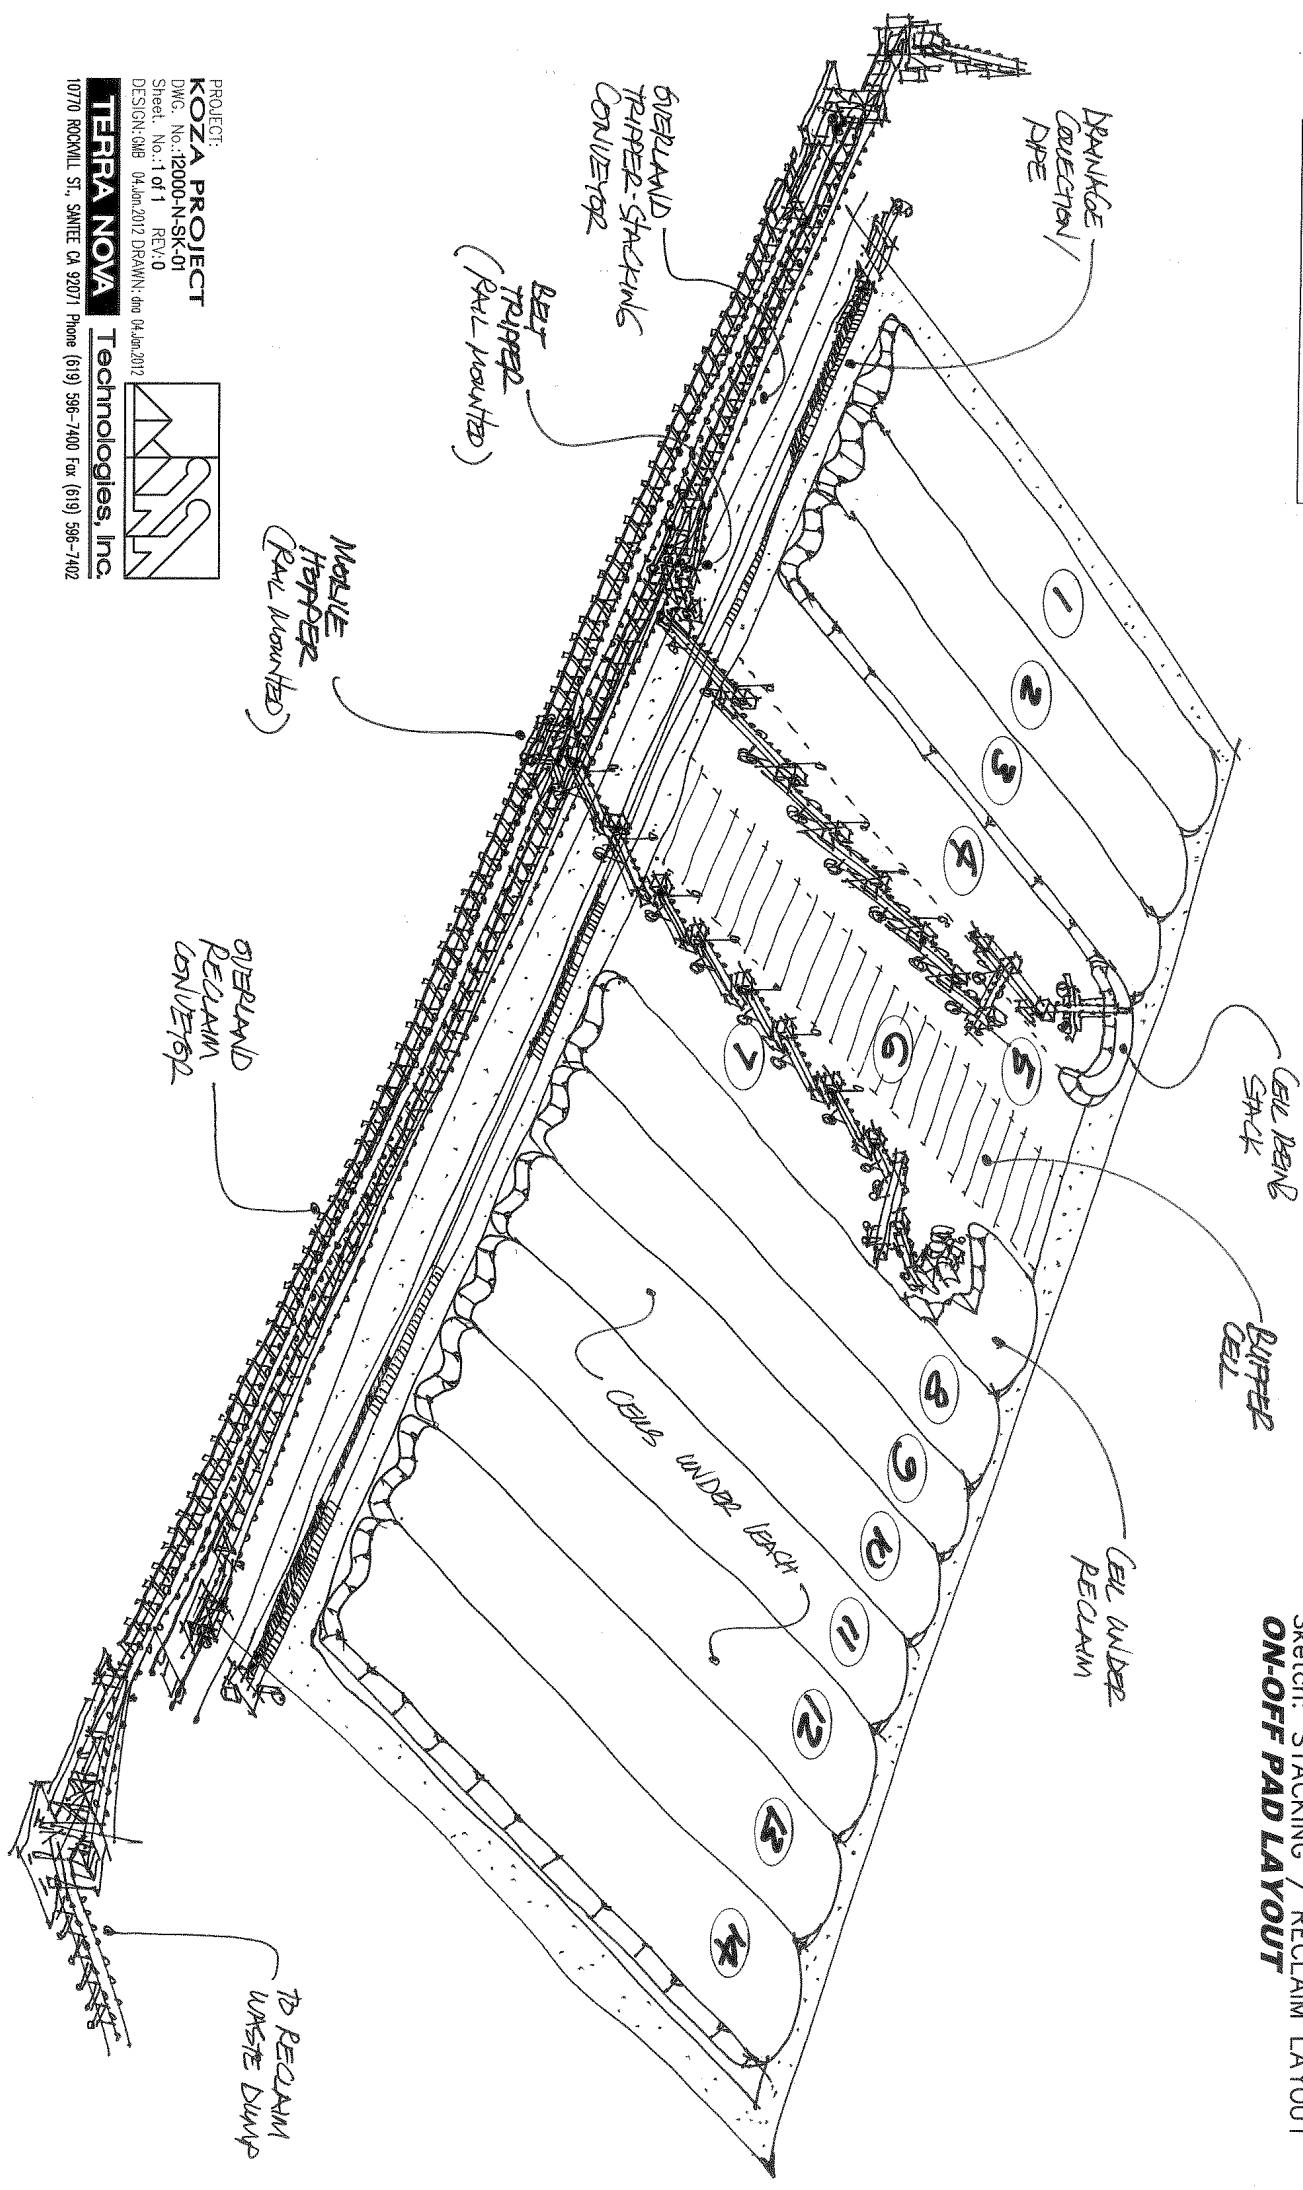 Sketch: STACKING / RECLAIM LAYOUT
ON-OFF PAD LAYOUT
DRAINAGE
COLLECTION/
PIPE
OVERLAND
TRIPPER-STACKING
CONVEYOR
BELT
TRIPPER
(RAIL MOUNTED)
MOBILE
HOPPER
(RAIL MOUNTED)
OVERLAND
RECLAIM
CONVEYOR
CELL BEING
STACK
BUFFER
CELL
CELL UNDER
RECLAIM
CELLS UNDER LEACH
TO RECLAIM
WASTE DUMP
1
2
3
4
5
6
7
8
9
10
11
12
13
14
PROJECT:
KOZA PROJECT
DWG. No.:12000-N-SK-01
Sheet. No.:1 of 1 REV:0
DESIGN:GMB 04.Jan.2012 DRAWN: dna 04.Jan.2012
TERRA NOVA Technologies, Inc.
10770 ROCKVILL ST., SANTEE CA 92071 Phone (619) 596-7400 Fax (619) 596-7402